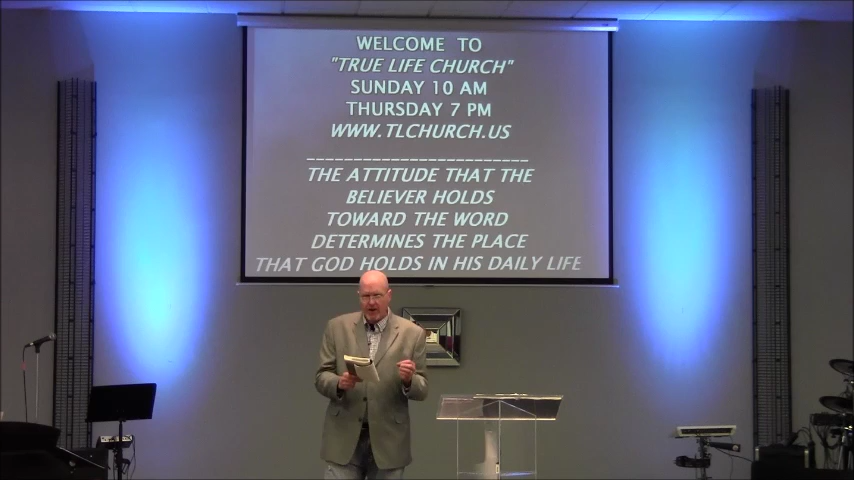 WELCOME TO
"TRUE LIFE CHURCH"
SUNDAY 10 AM
THURSDAY 7 PM
WWW.TLCHURCH.US
_______________________
THE ATTITUDE THAT THE
BELIEVER HOLDS
TOWARD THE WORD
DETERMINES THE PLACE
THAT GOD HOLDS IN HIS DAILY LIFE